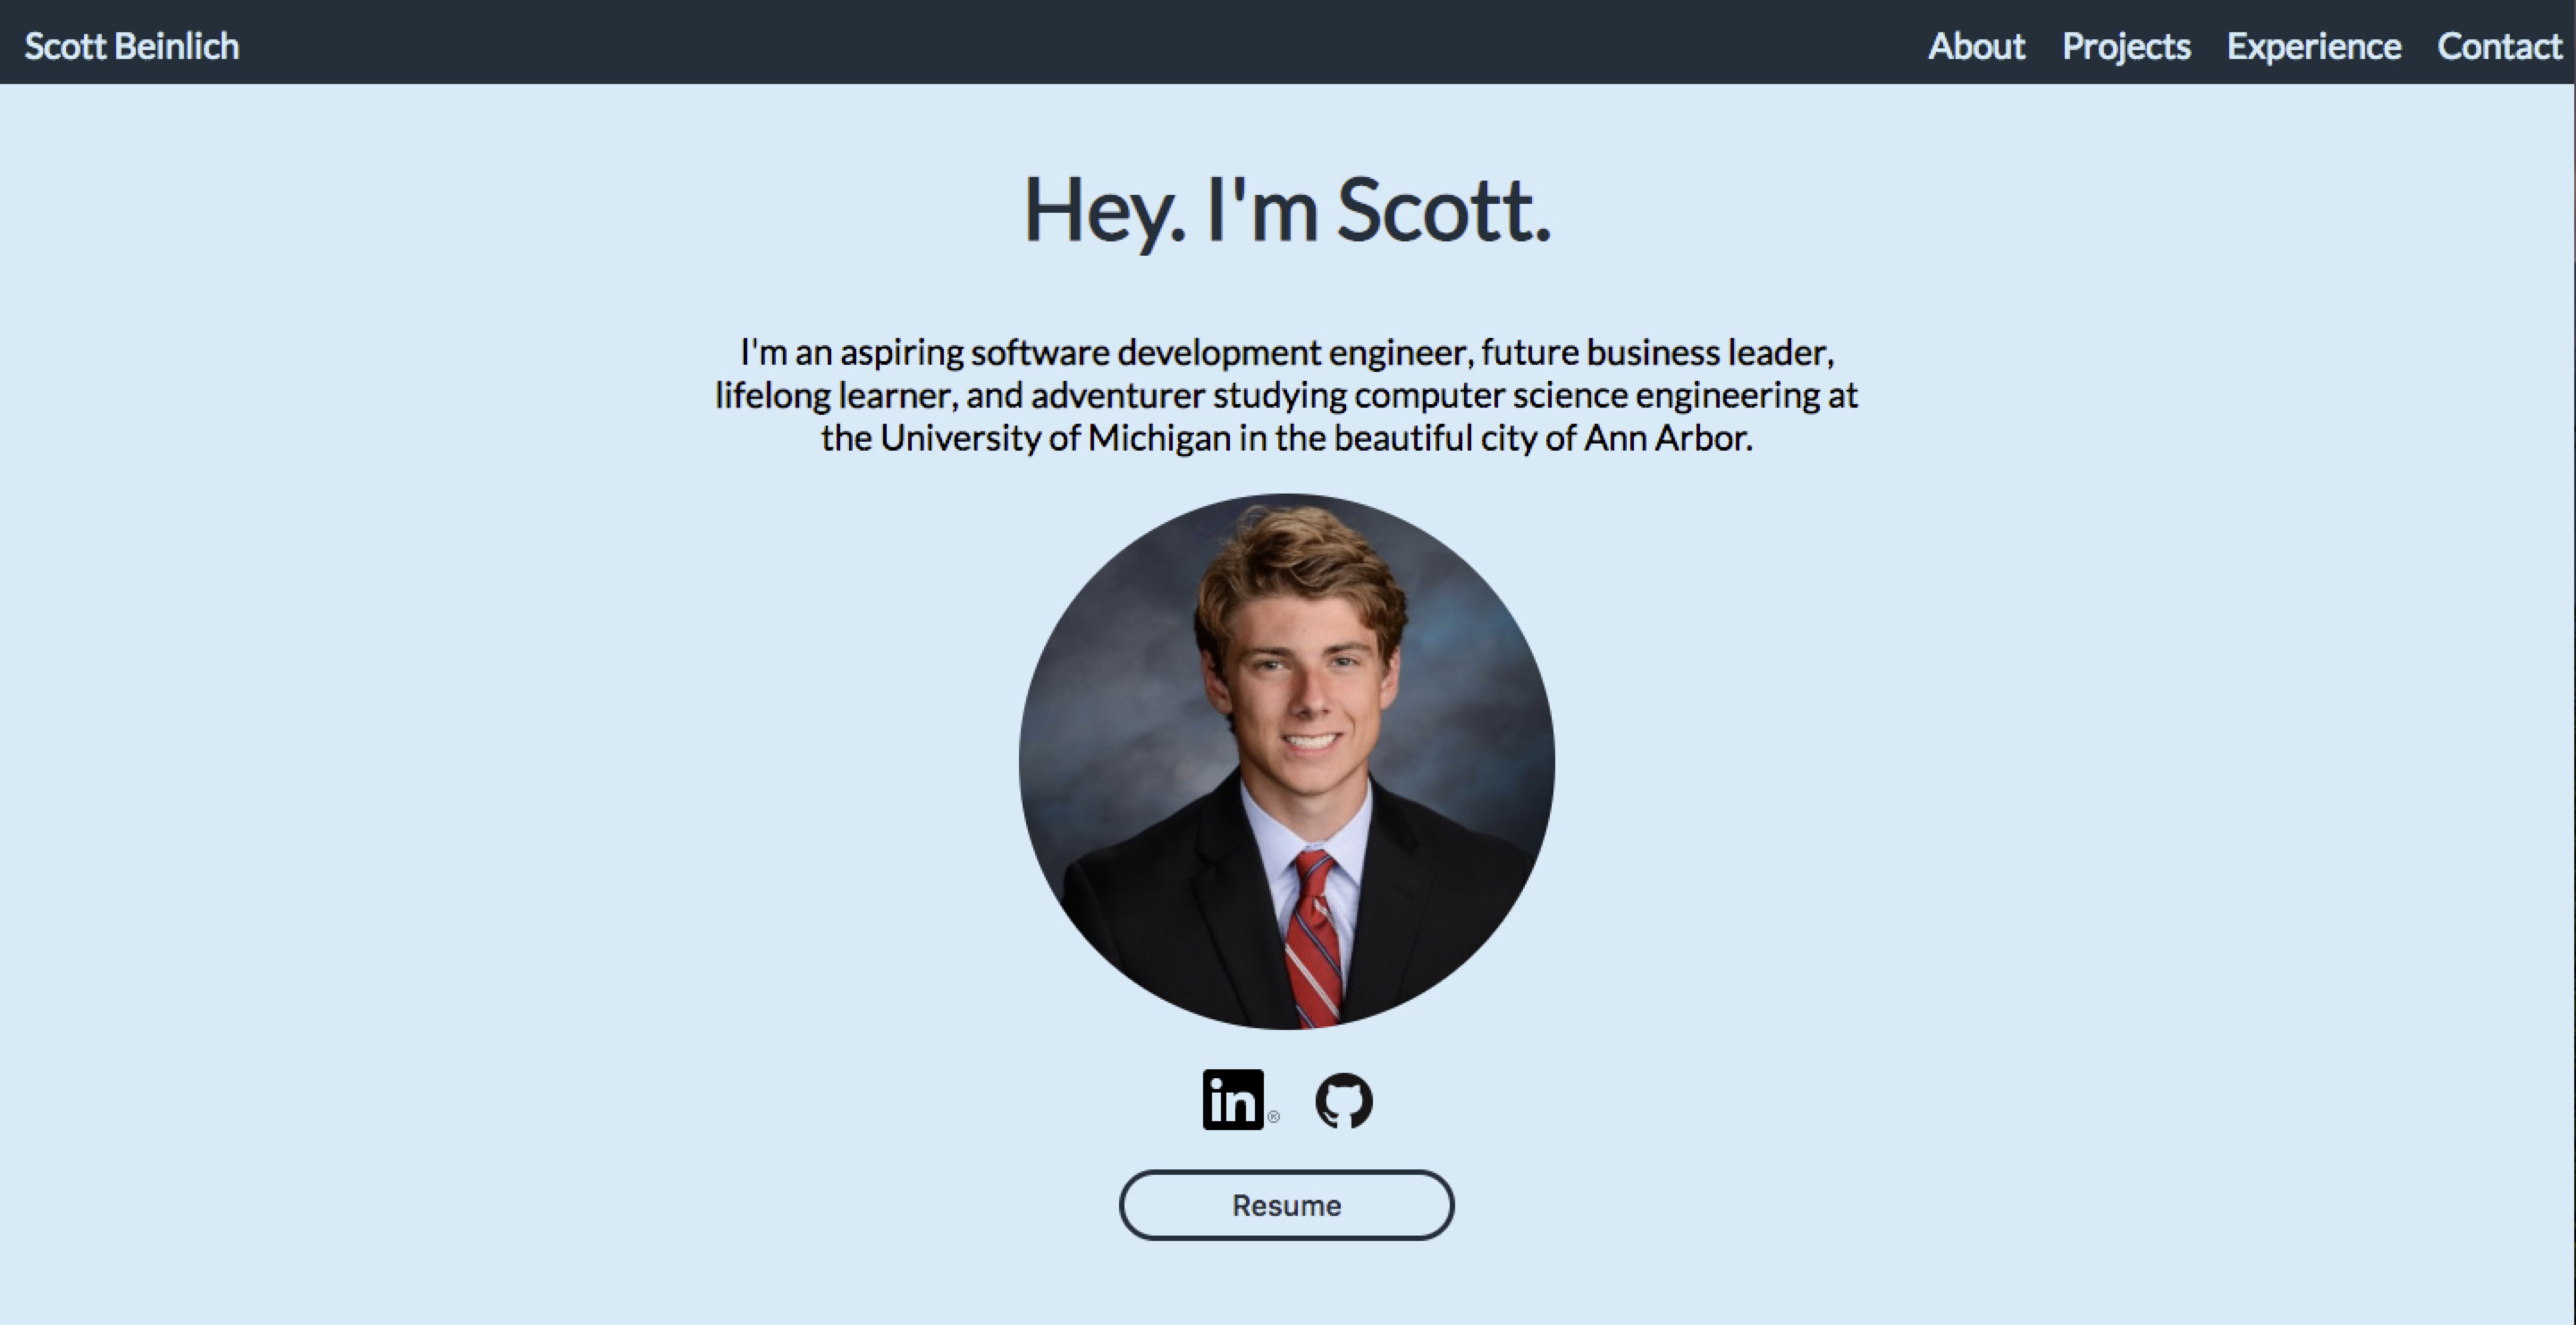 Scott Beinlich
About Projects Experience Contact
Hey. I'm Scott.
I'm an aspiring software development engineer, future business leader,
lifelong learner, and adventurer studying computer science engineering at
the University of Michigan in the beautiful city of Ann Arbor.
in ®
Resume